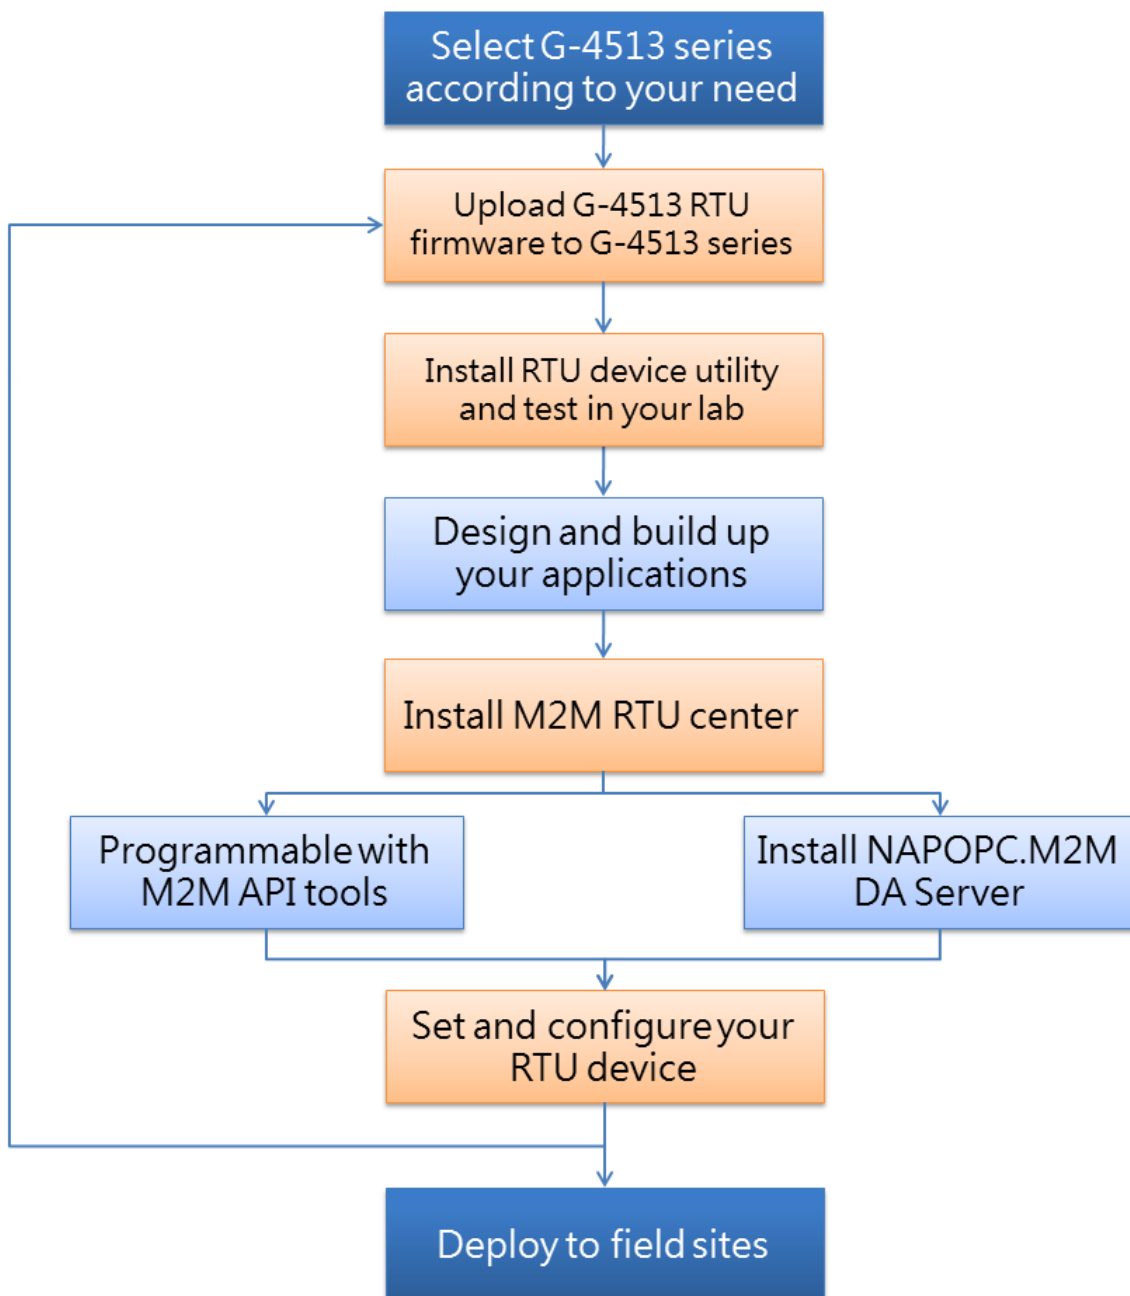 Select G-4513 series
according to your need
Upload G-4513 RTU
firmware to G-4513 series
Install RTU device utility
and test in your lab
Design and build up
your applications
Install M2M RTU center
Programmable with
M2M API tools
Install NAPOPC.M2M
DA Server
Set and configure your
RTU device
Deploy to field sites